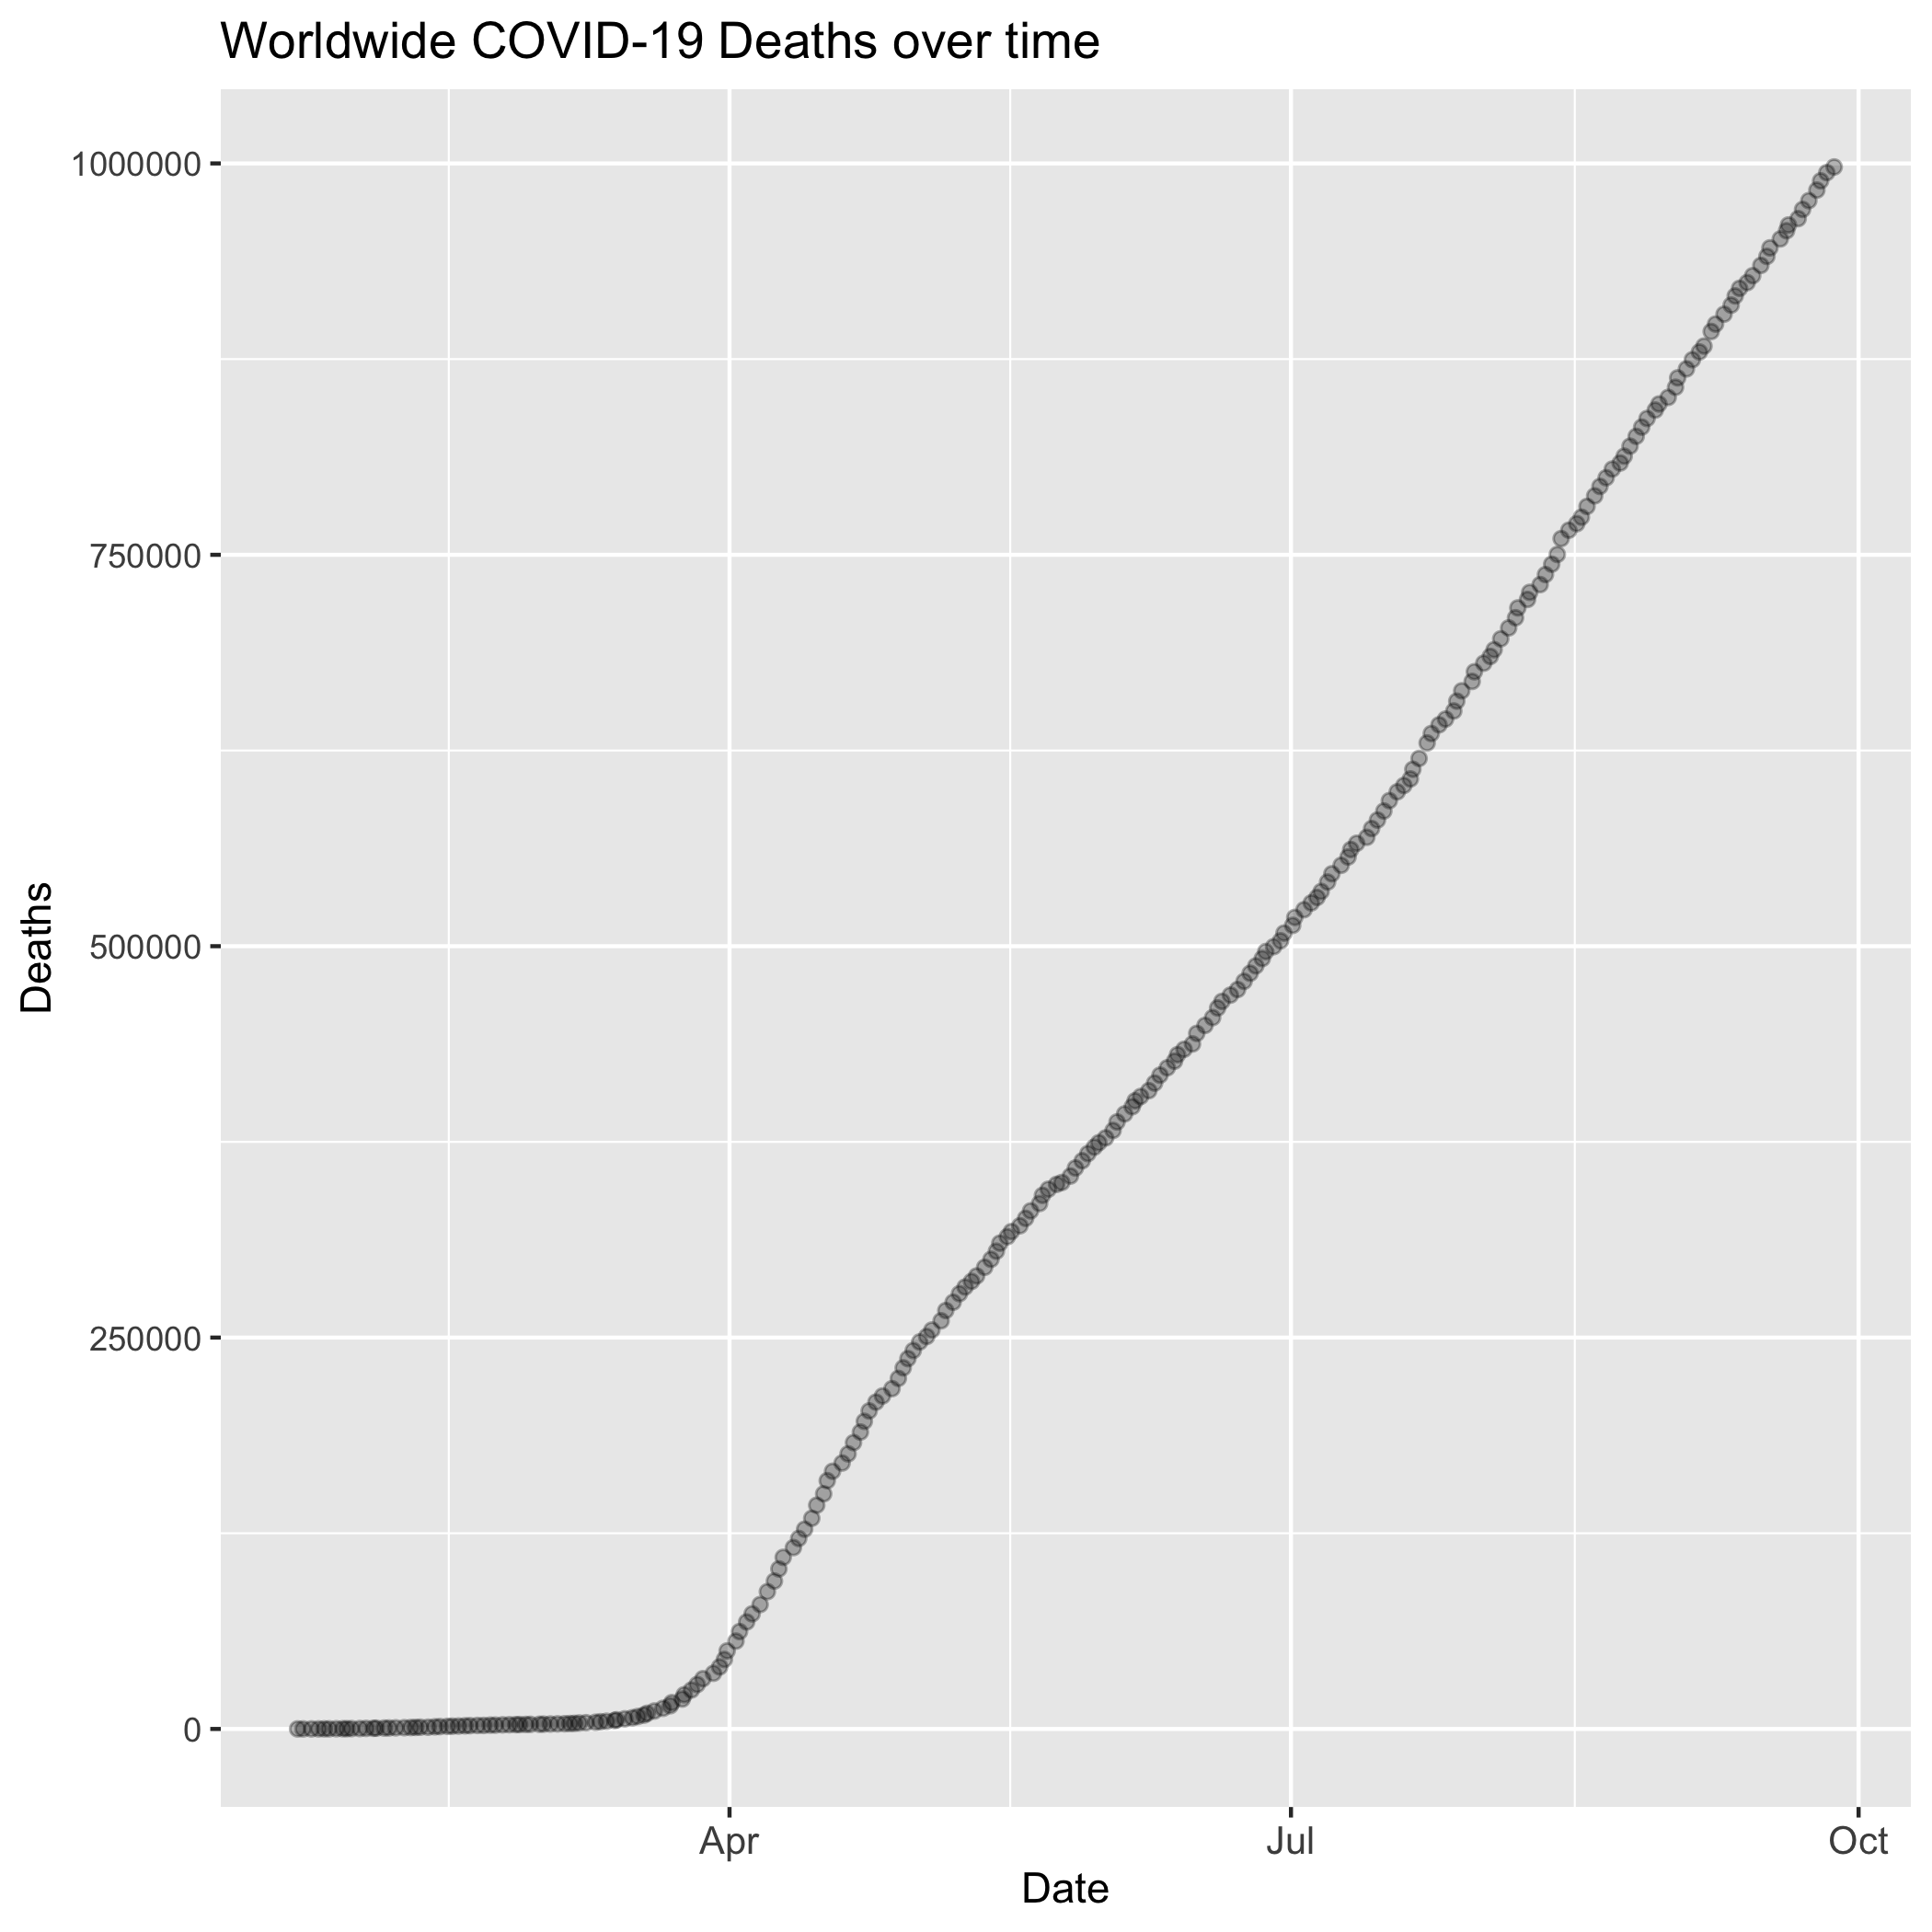 Worldwide COVID-19 Deaths over time
1000000
750000
500000
250000
0
Deaths
Apr
Jul
Oct
Date